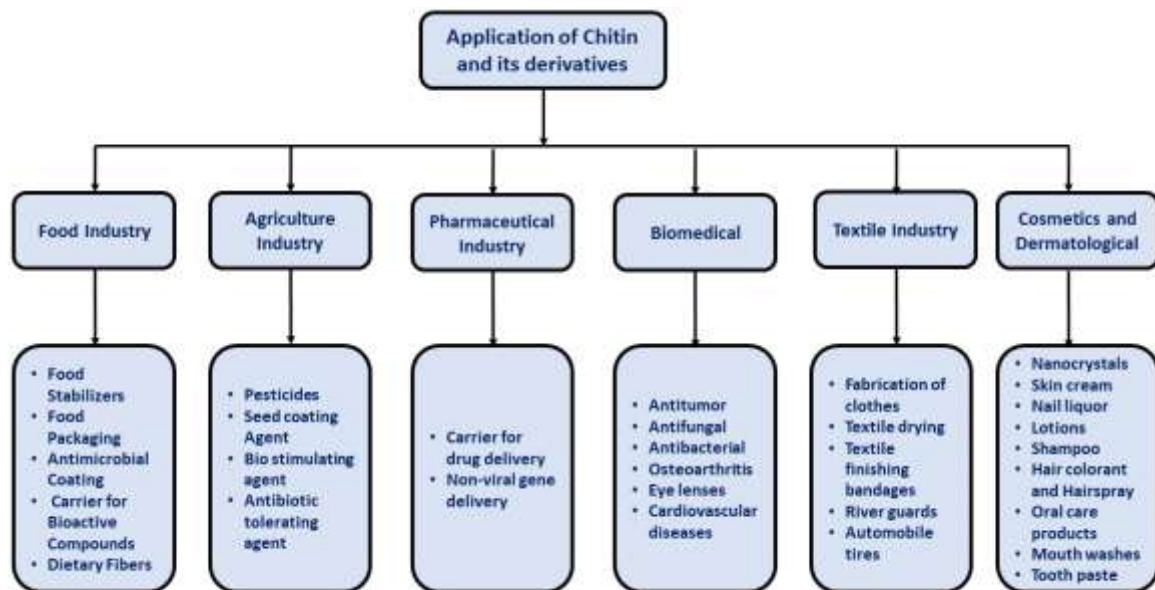 Application of Chitin
and its derivatives
Food Industry
Agriculture
Industry
Pharmaceutical
Industry
Biomedical
Textile Industry
Cosmetics and
Dermatological
• Food
Stabilizers
• Food
Packaging
• Antimicrobial
Coating
• Carrier for
Bioactive
Compounds
• Dietary Fibers
• Pesticides
• Seed coating
Agent
• Bio stimulating
agent
• Antibiotic
tolerating
agent
• Carrier for
drug delivery
• Non-viral gene
delivery
• Antitumor
• Antifungal
• Antibacterial
• Osteoarthritis
• Eye lenses
• Cardiovascular
diseases
• Fabrication of
clothes
• Textile drying
• Textile
finishing
bandages
• River guards
• Automobile
tires
• Nanocrystals
• Skin cream
• Nail liquor
• Lotions
• Shampoo
• Hair colorant
and Hairspray
• Oral care
products
• Mouth washes
• Tooth paste